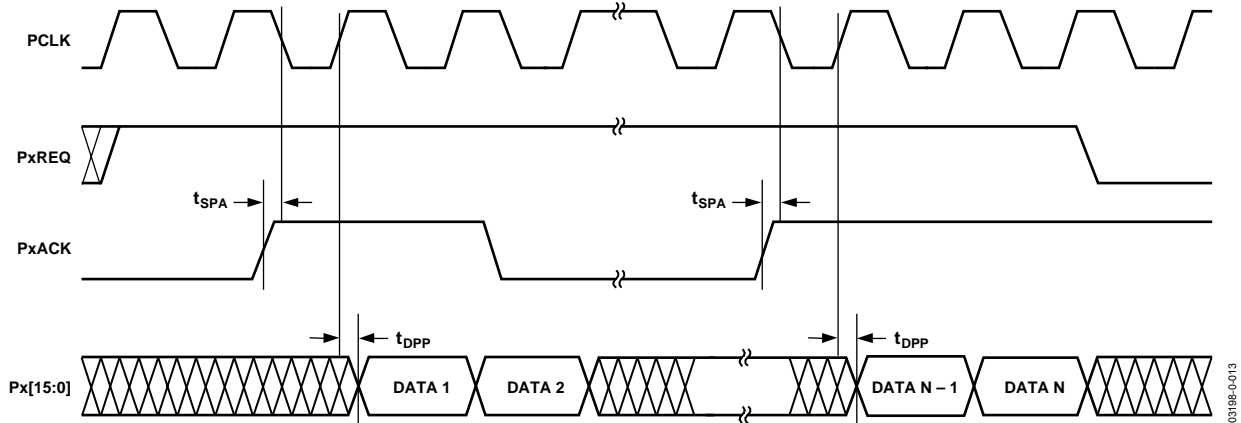 PCLK
PxREQ
tSPA
tSPA
PxACK
tDPP
tDPP
Px[15:0]
DATA 1
DATA 2
DATA N – 1
DATA N
03198-0-013